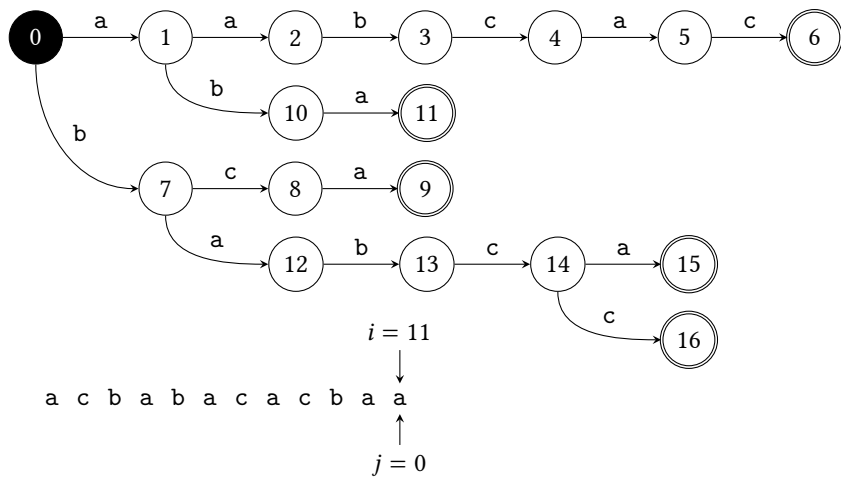 0 a 1 a 2 b 3 c 4 a 5 c 6
b 10 a 11
b
7 c 8 a 9
a 12 b 13 c 14 a 15
c 16
i = 11
a c b a b a c a c b a a
j = 0